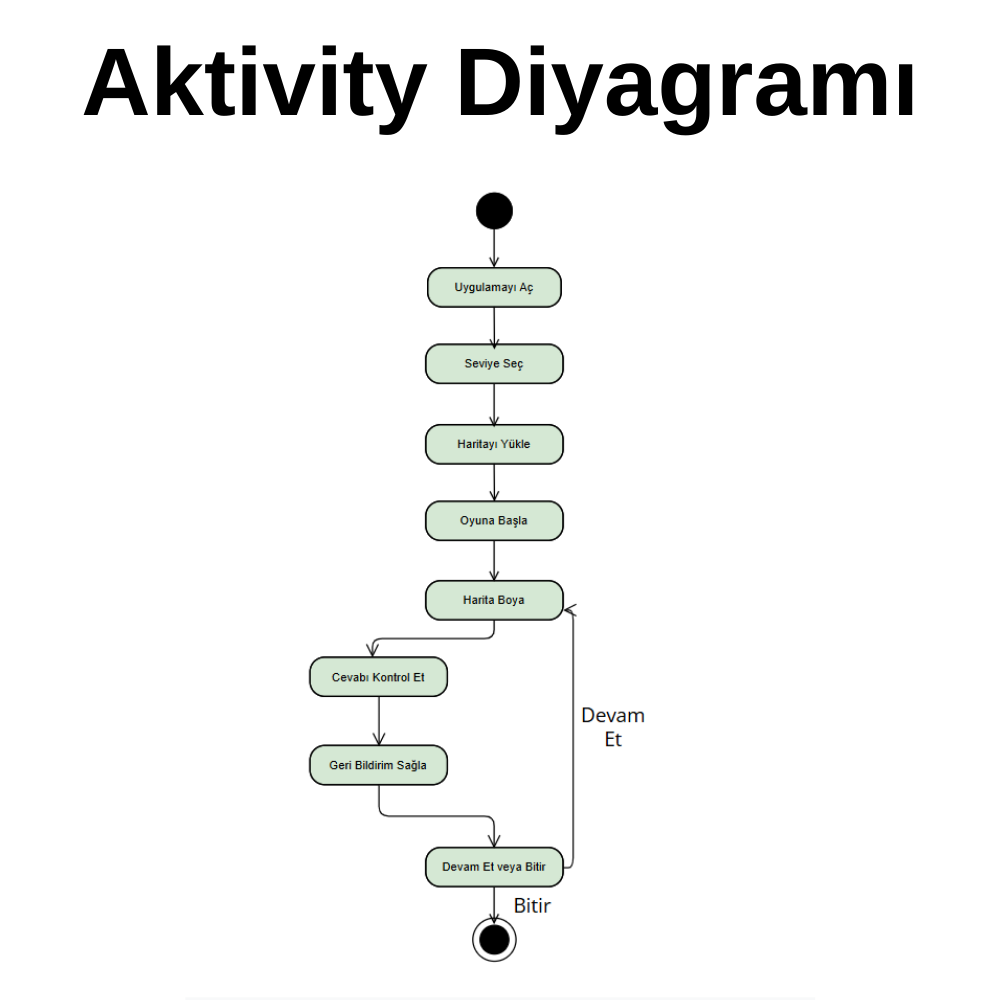 Aktivity Diyagramı
Uygulamayı Aç
Seviye Seç
Haritayı Yükle
Oyuna Başla
Harita Boya
Cevabı Kontrol Et
Devam
Et
Geri Bildirim Sağla
Devam Et veya Bitir
Bitir